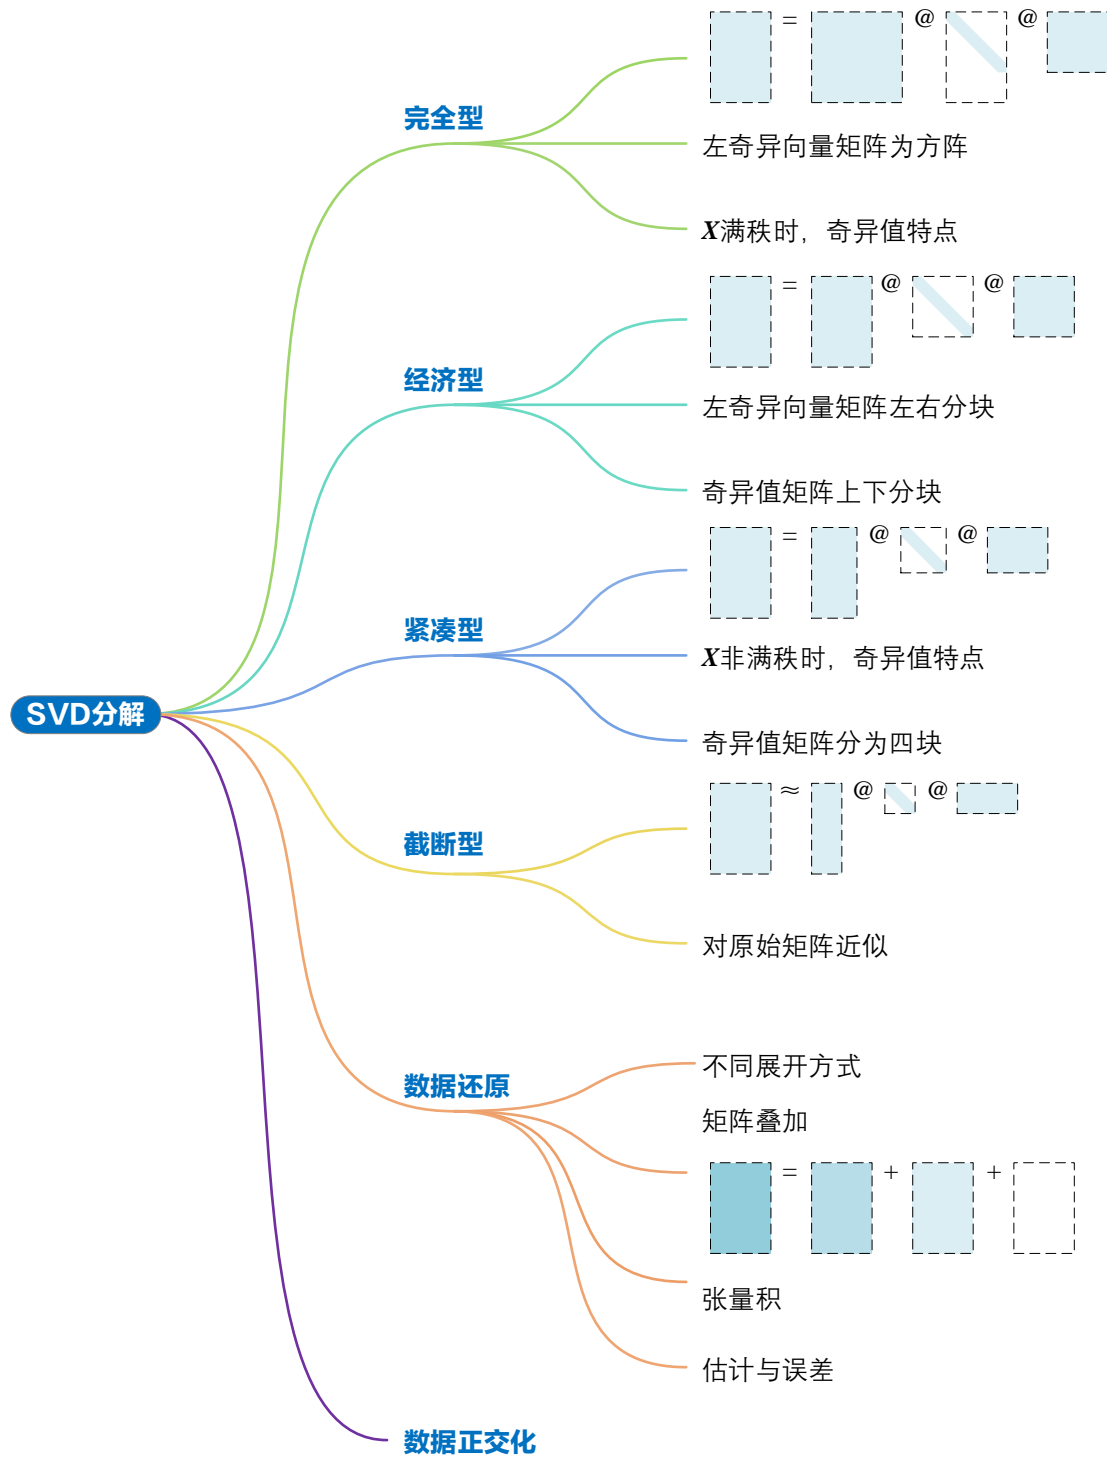 = @ @
完全型
左奇异向量矩阵为方阵
X满秩时，奇异值特点
= @ @
经济型
左奇异向量矩阵左右分块
奇异值矩阵上下分块
= @ @
紧凑型
X非满秩时，奇异值特点
SVD分解
奇异值矩阵分为四块
≈ @ @
截断型
对原始矩阵近似
不同展开方式
数据还原
矩阵叠加
= + +
张量积
估计与误差
数据正交化